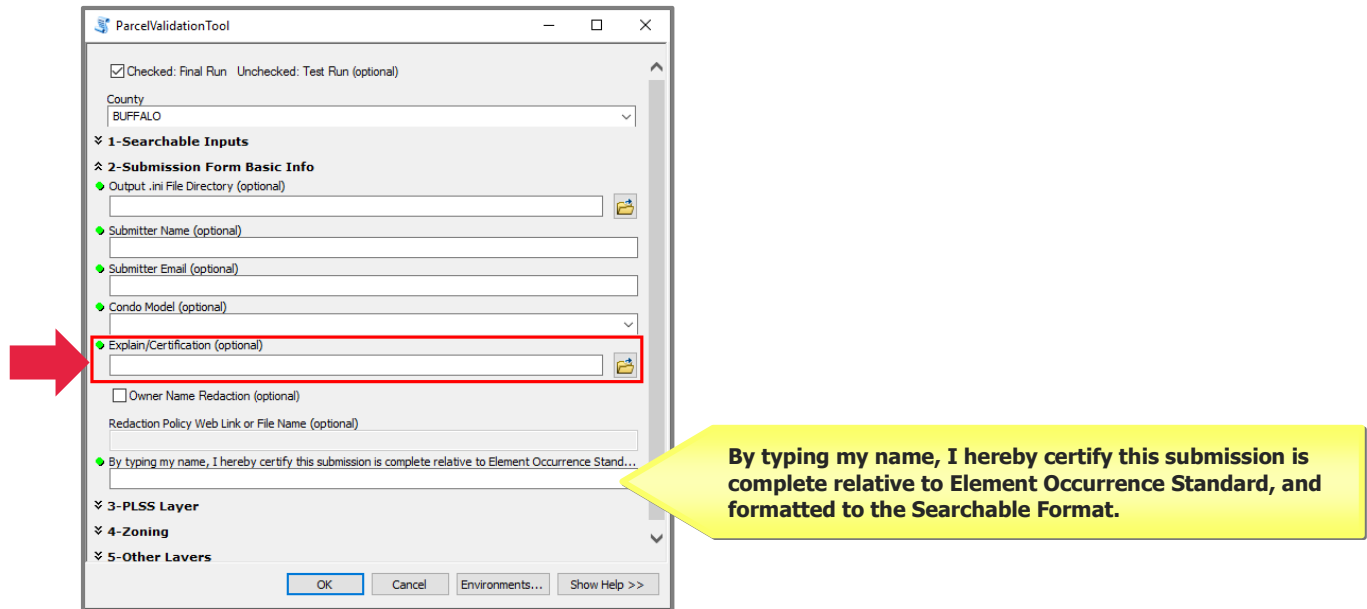 ParcelValidationTool
Checked: Final Run Unchecked: Test Run (optional)
County
BUFFALO
1-Searchable Inputs
2-Submission Form Basic Info
Output .ini File Directory (optional)
Submitter Name (optional)
Submitter Email (optional)
Condo Model (optional)
Explain/Certification (optional)
Owner Name Redaction (optional)
Redaction Policy Web Link or File Name (optional)
By typing my name, I hereby certify this submission is complete relative to Element Occurrence Stand...
3-PLSS Layer
4-Zoning
5-Other Layers
OK Cancel Environments... Show Help >>
By typing my name, I hereby certify this submission is
complete relative to Element Occurrence Standard, and
formatted to the Searchable Format.